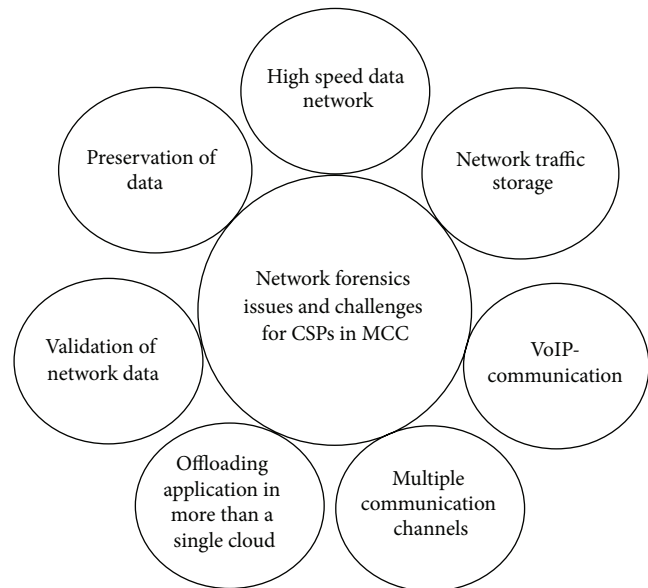 High speed data
network
Preservation of
data
Network traffic
storage
Network forensics
issues and challenges
for CSPs in MCC
Validation of
network data
VoIP-
communication
Offloading
application in
more than a
single cloud
Multiple
communication
channels